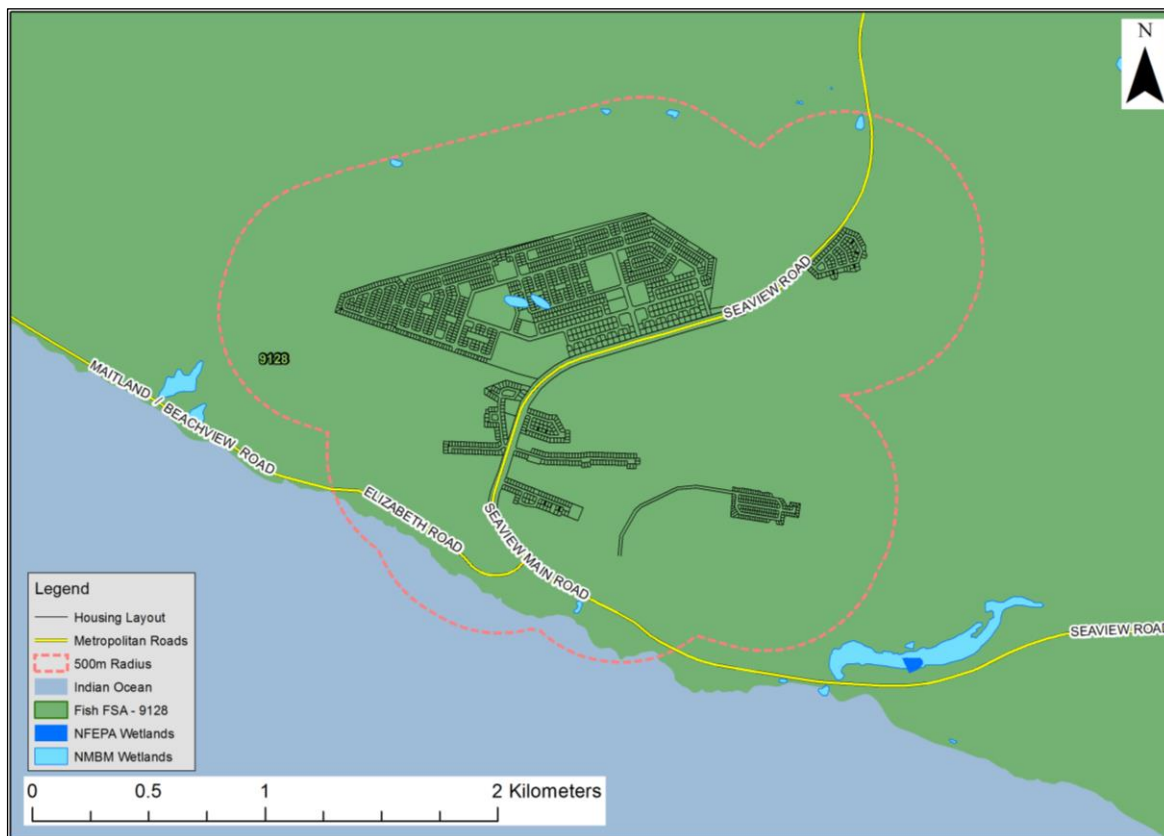 N
SEAVIEW ROAD
9128
MAITLAND / BEACHVIEW ROAD
ELIZABETH ROAD
SEAVIEW MAIN ROAD
SEAVIEW ROAD
Legend
Housing Layout
Metropolitan Roads
500m Radius
Indian Ocean
Fish FSA - 9128
NFEPA Wetlands
NMBM Wetlands
0 0.5 1 2 Kilometers